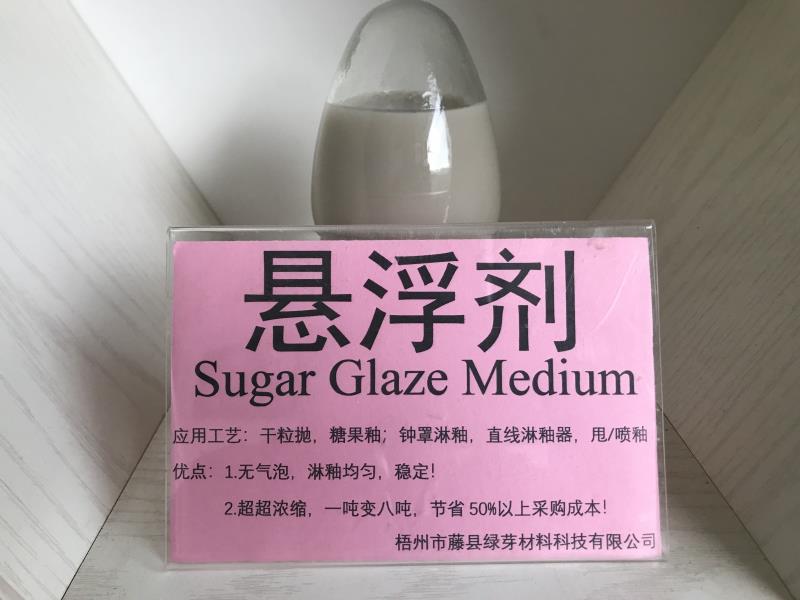 悬浮剂
Sugar Glaze Medium
应用工艺：干粒抛，糖果釉；钟罩淋釉，直线淋釉器，甩/喷釉
优点：1.无气泡，淋釉均匀，稳定！
2.超超浓缩，一吨变八吨，节省50%以上采购成本！
梧州市藤县绿芽材料科技有限公司